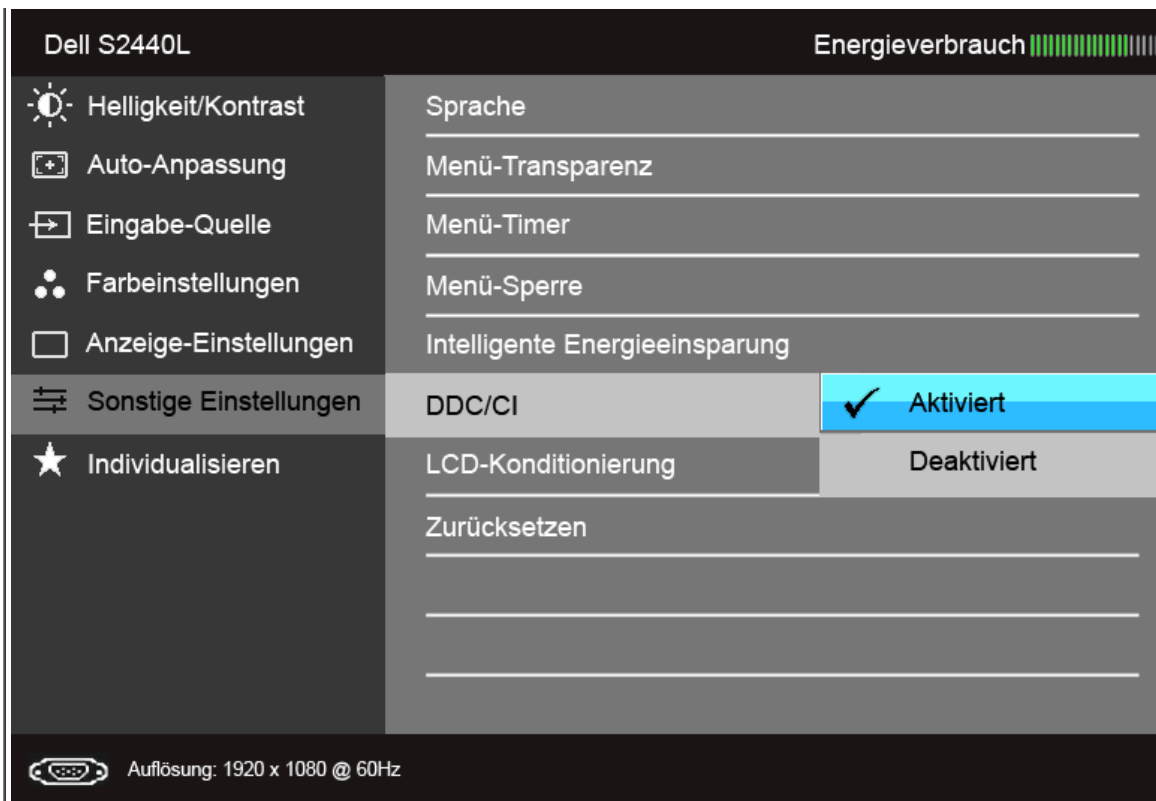 Dell S2440L
Energieverbrauch
Helligkeit/Kontrast
Auto-Anpassung
Eingabe-Quelle
Farbeinstellungen
Anzeige-Einstellungen
Sonstige Einstellungen
Individualisieren
Sprache
Menü-Transparenz
Menü-Timer
Menü-Sperre
Intelligente Energieeinsparung
DDC/CI
LCD-Konditionierung
Zurücksetzen
Aktiviert
Deaktiviert
Auflösung: 1920 x 1080 @ 60Hz